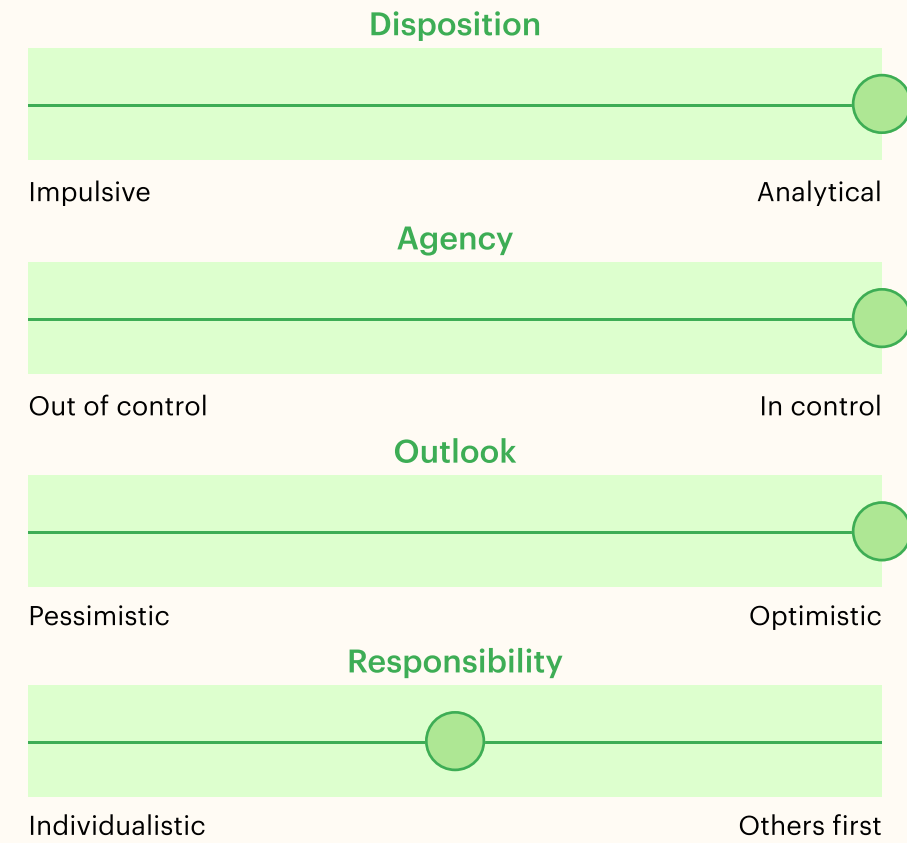 Disposition
Impulsive Analytical
Agency
Out of control In control
Outlook
Pessimistic Optimistic
Responsibility
Individualistic Others first